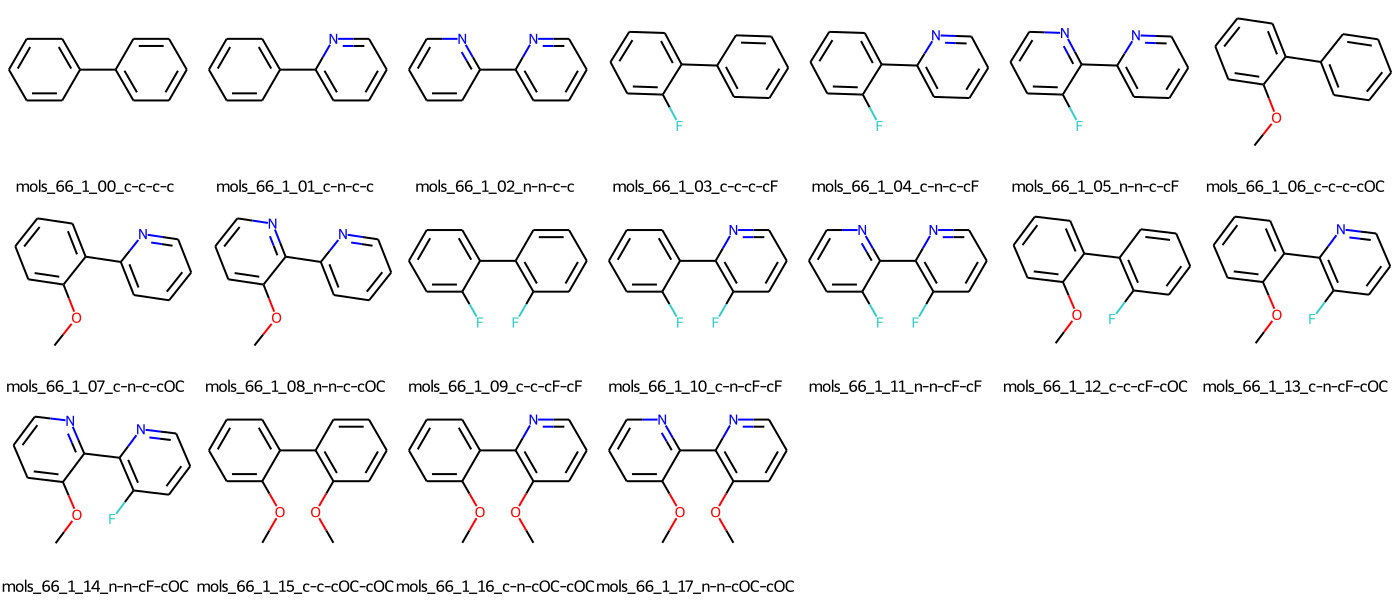 N
N
N
N
N
N
F
F
F
O
mols_66_1_00_c-c-c-c
mols_66_1_01_c-n-c-c
mols_66_1_02_n-n-c-c
mols_66_1_03_c-c-c-cF
mols_66_1_04_c-n-c-cF
mols_66_1_05_n-n-c-cF
mols_66_1_06_c-c-c-cOC
N
N
N
N
N
N
N
O
O
F
F
F
F
F
F
O
F
O
F
mols_66_1_07_c-n-c-cOC
mols_66_1_08_n-n-c-cOC
mols_66_1_09_c-c-cF-cF
mols_66_1_10_c-n-cF-cF
mols_66_1_11_n-n-cF-cF
mols_66_1_12_c-c-cF-cOC
mols_66_1_13_c-n-cF-cOC
N
N
N
N
N
O
F
O
O
O
O
O
O
mols_66_1_14_n-n-cF-cOC
mols_66_1_15_c-c-cOC-cOC
mols_66_1_16_c-n-cOC-cOC
mols_66_1_17_n-n-cOC-cOC